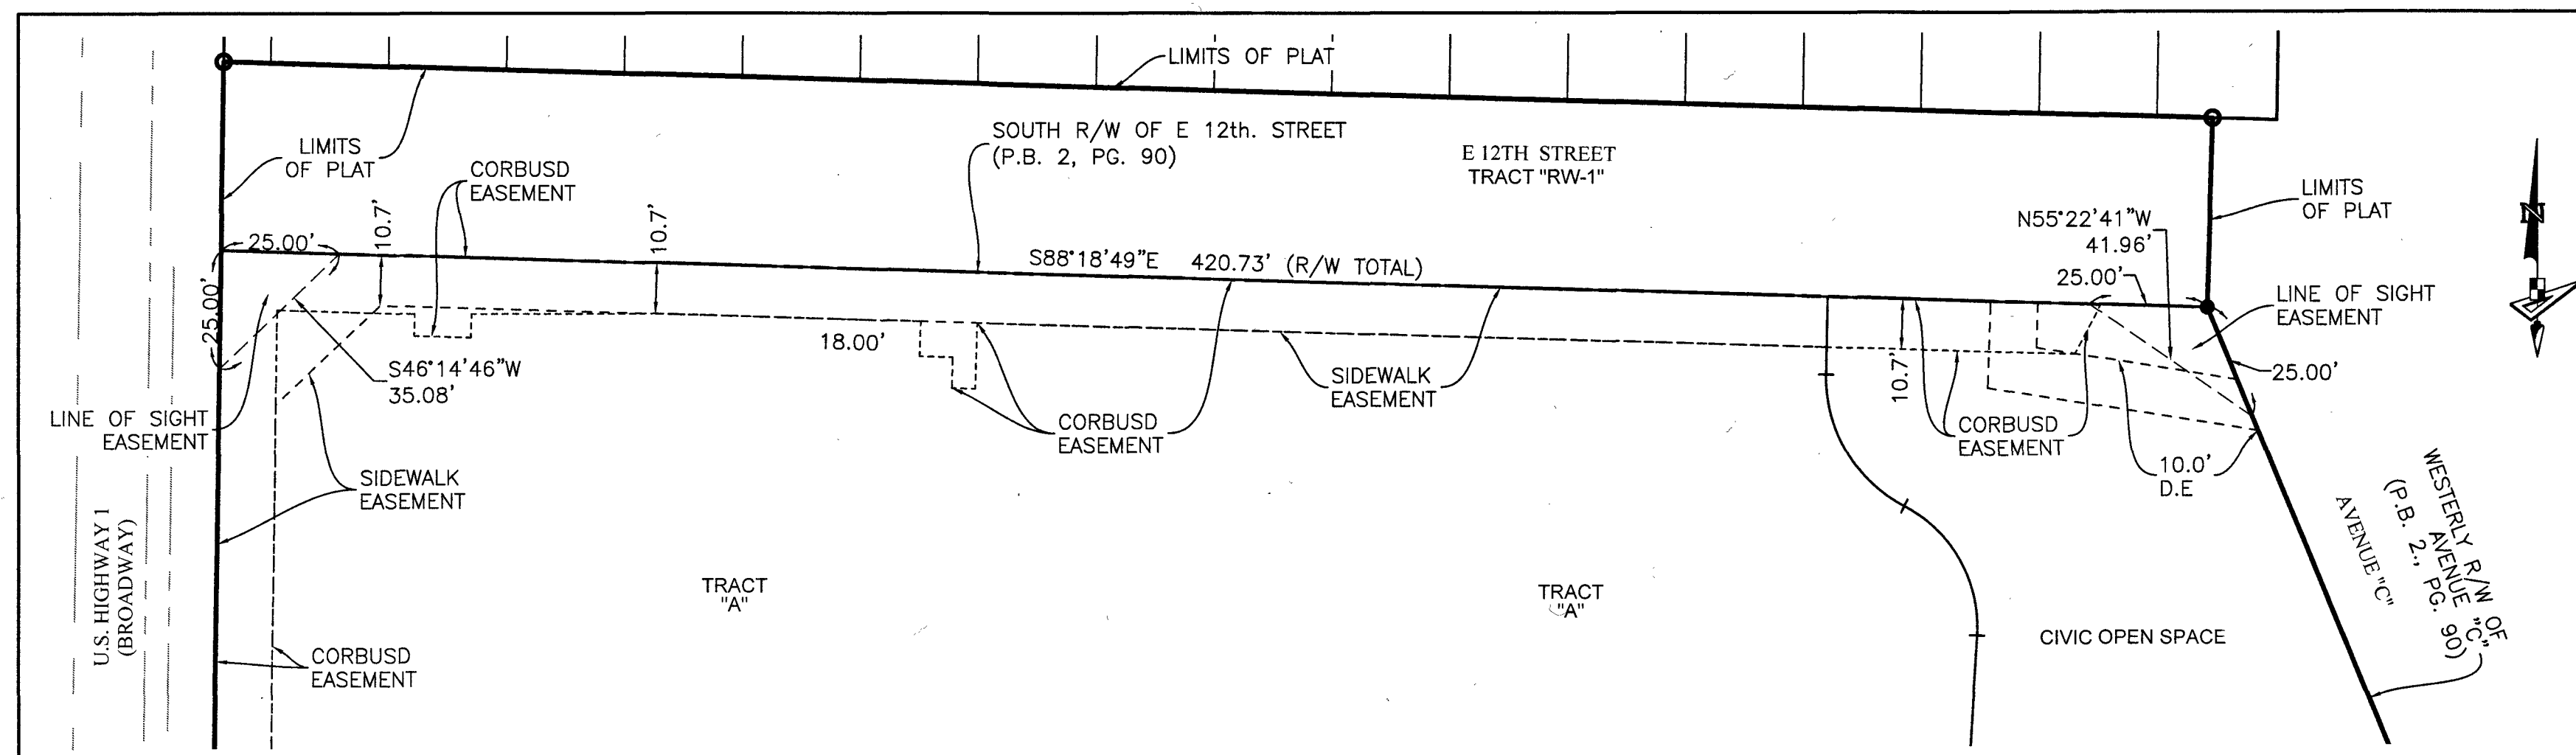 LIMITS OF PLAT
LIMITS
OF PLAT
CORBUSD
EASEMENT
SOUTH R/W OF E 12th. STREET
(P.B. 2, PG. 90)
E 12TH STREET
TRACT "RW-1"
LIMITS
OF PLAT
N
N55°22'41"W
41.96'
25.00'
10.7'
10.7'
S88°18'49"E 420.73' (R/W TOTAL)
25.00'
LINE OF SIGHT
EASEMENT
25.00'
18.00'
S46°14'46"W
35.08'
SIDEWALK
EASEMENT
10.7'
25.00'
LINE OF SIGHT
EASEMENT
CORBUSD
EASEMENT
CORBUSD
EASEMENT
10.0'
D.E
SIDEWALK
EASEMENT
WESTERLY R/W OF
AVENUE "C"
(P.B. 2., PG. 90)
AVENUE "C"
U.S. HIGHWAY 1
(BROADWAY)
TRACT
"A"
TRACT
"A"
CIVIC OPEN SPACE
CORBUSD
EASEMENT